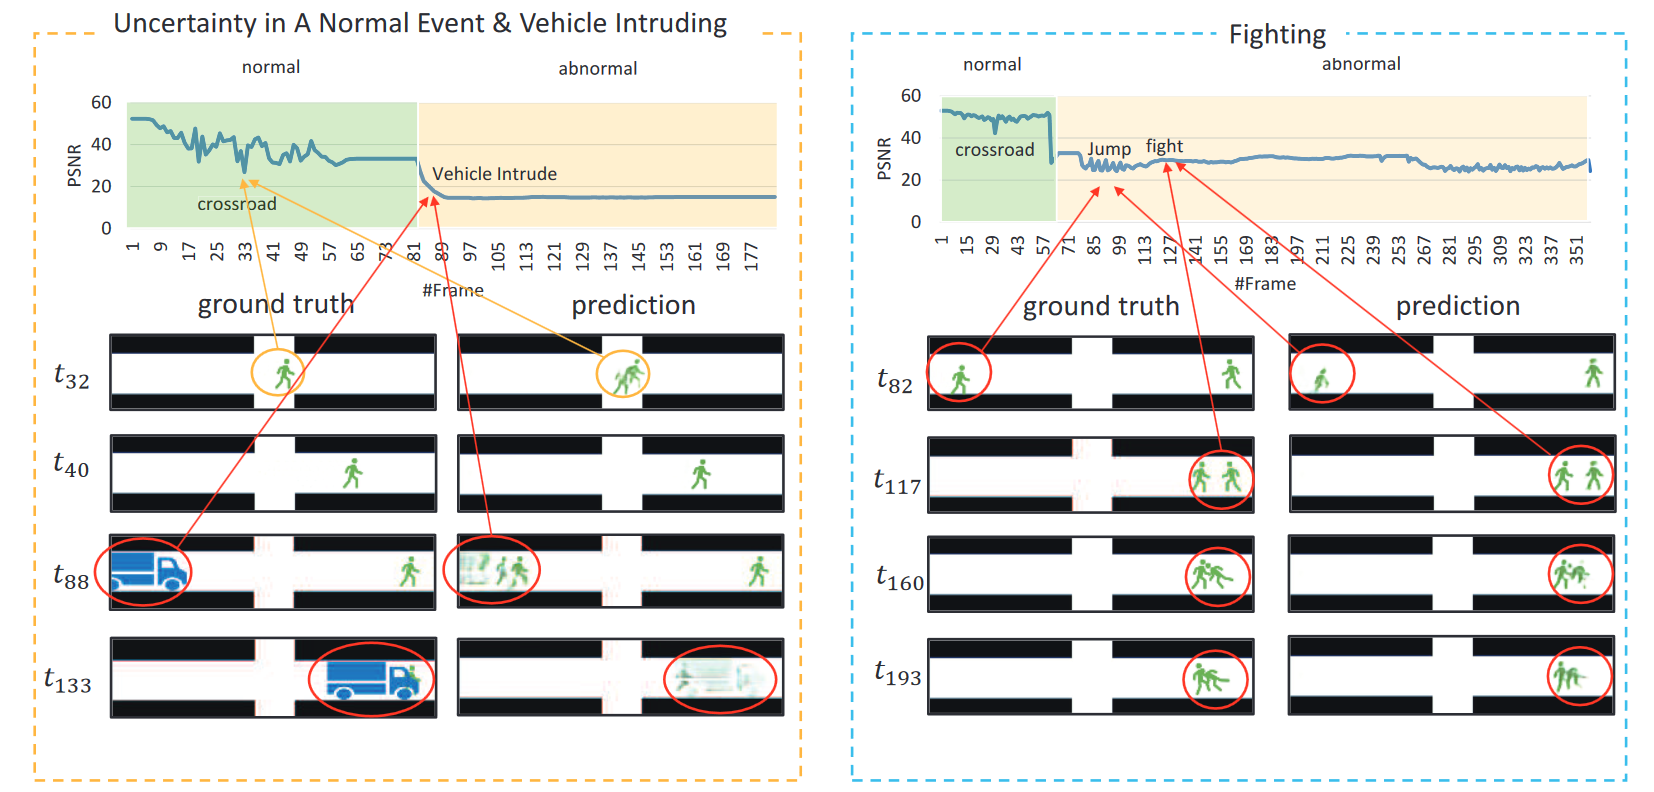 Uncertainty in A Normal Event & Vehicle Intruding
normal
abnormal
60
40
20
0
PSNR
Vehicle Intrude
crossroad
1 9 17 25 33 41 49 57 65 73 81 89 97 105 113 121 129 137 145 153 161 169 177
#Frame
ground truth
prediction
t32
t40
t88
t133
Fighting
normal
abnormal
60
40
20
0
PSNR
crossroad
Jump
fight
1 15 29 43 57 71 85 99 113 127 141 155 169 183 197 211 225 239 253 267 281 295 309 323 337 351
#Frame
ground truth
prediction
t82
t117
t160
t193